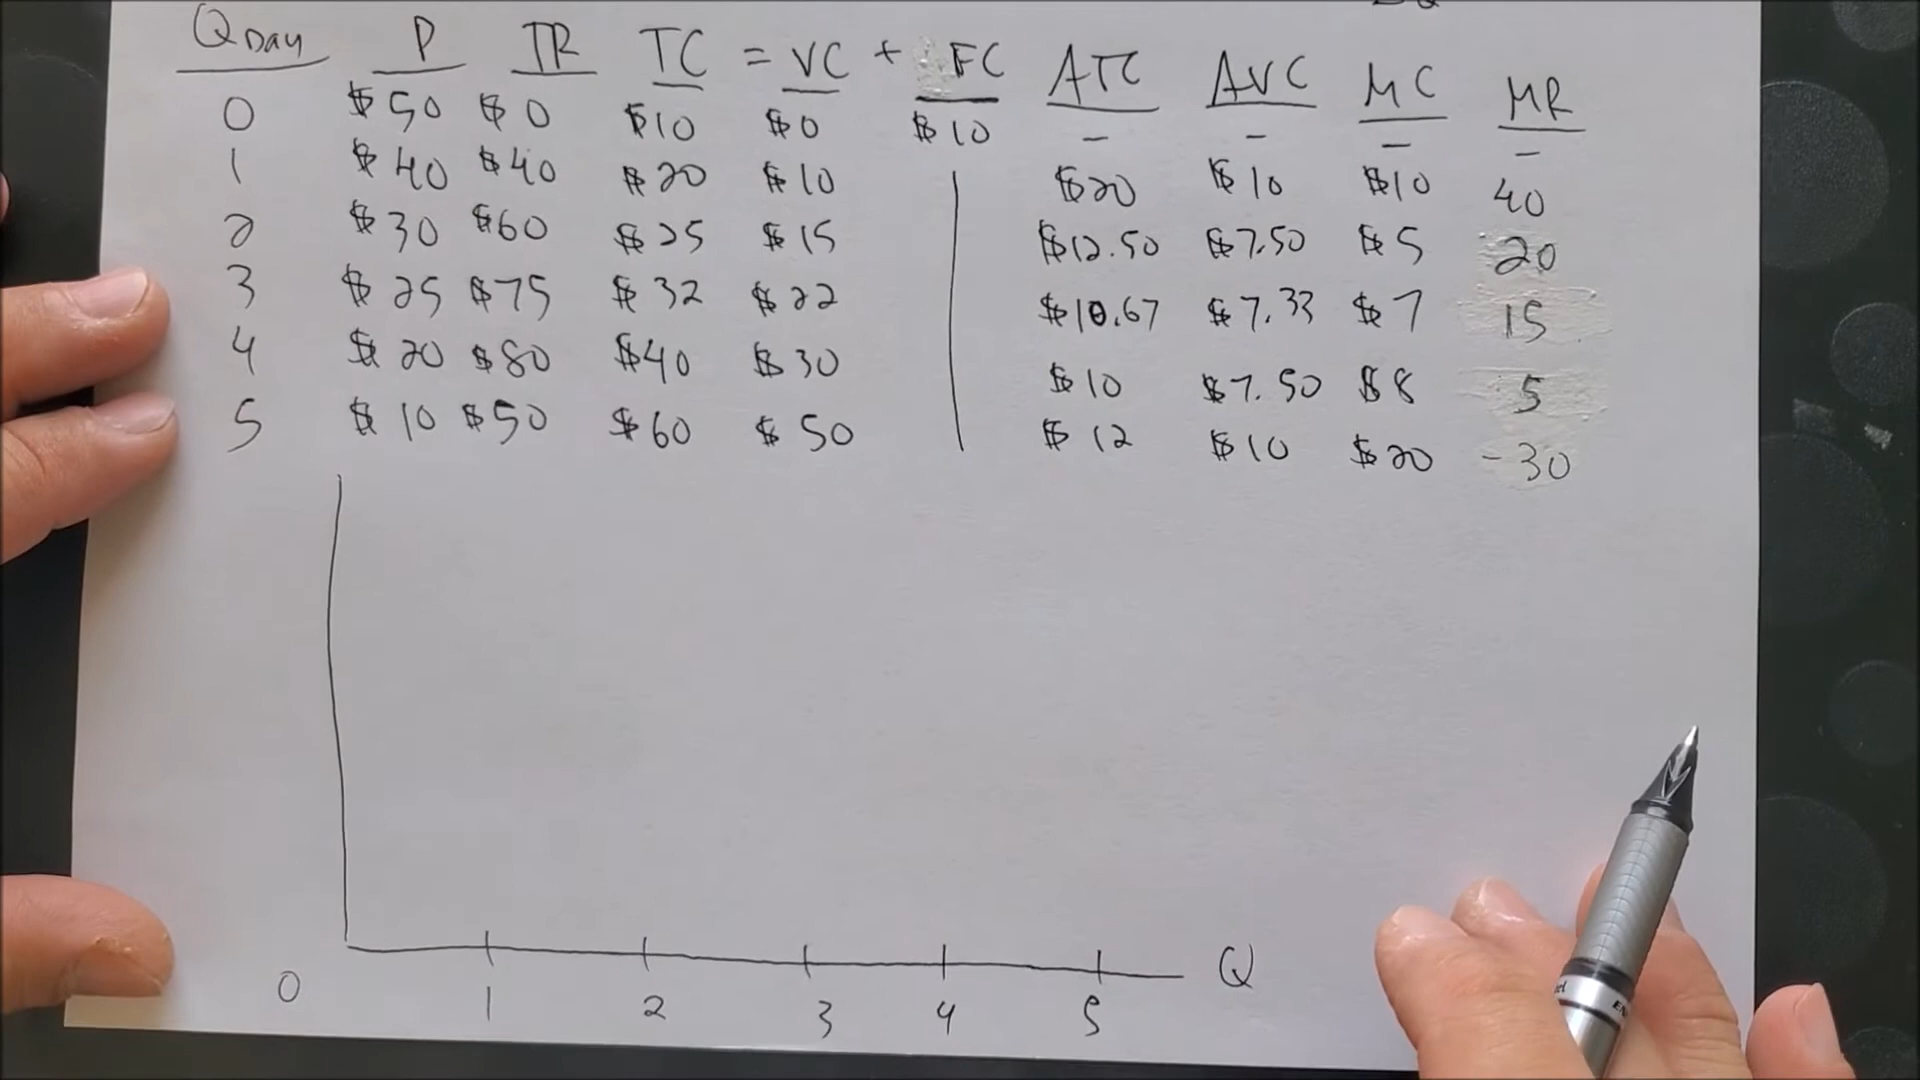 Q Day P TR TC = VC + FC ATC AVC MC MR
0 $50 $0 $10 $0 $10 - - - -
1 $40 $40 $20 $10 $20 $10 $10 40
2 $30 $60 $25 $15 $12.50 $7.50 $5 20
3 $25 $75 $32 $22 $10.67 $7.33 $7 15
4 $20 $80 $40 $30 $10 $7.50 $8 5
5 $10 $50 $60 $50 $12 $10 $20 -30
Q
0 1 2 3 4 5